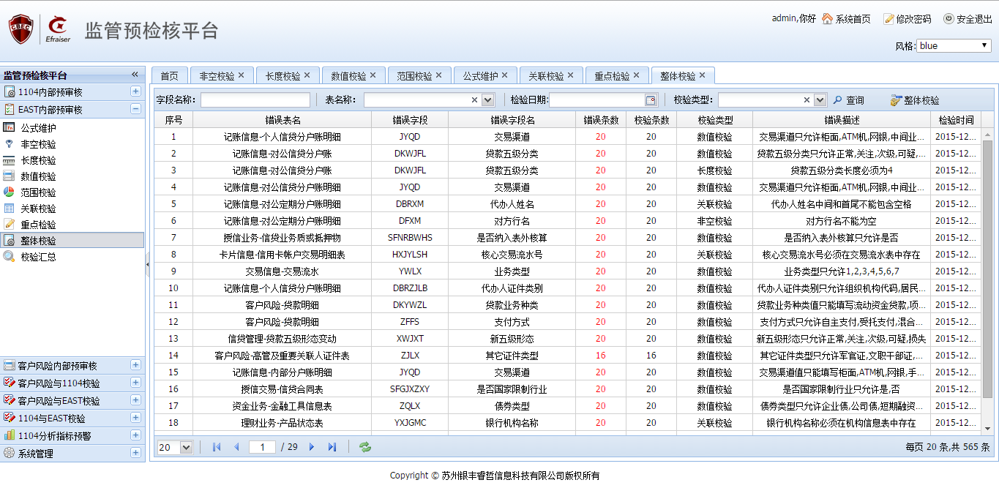 admin,你好 系统首页 修改密码 安全退出
CBEC Efraiser 监管预检核平台
风格: blue
监管预检核平台
1104内部预审核
EAST内部预审核
公式维护
非空校验
长度校验
数值校验
范围校验
关联校验
重点检验
整体校验
校验汇总
客户风险内部预审核
客户风险与1104校验
客户风险与EAST校验
1104与EAST校验
1104分析指标预警
系统管理
首页 非空校验 长度校验 数值校验 范围校验 公式维护 关联校验 重点检验 整体校验
字段名称: 表名称: 检验日期: 校验类型: 查询 整体校验
序号 错误表名 错误字段 错误字段名 错误条数 校验条数 校验类型 错误描述 检验时间
1 记账信息-个人信贷分户账明细 JYQD 交易渠道 20 20 数值校验 交易渠道只允许柜面,ATM机,网银,中间业... 2015-12...
2 记账信息-对公信贷分户账 DKWJFL 贷款五级分类 20 20 数值校验 贷款五级分类只允许正常,关注,次级,可疑,... 2015-12...
3 记账信息-对公信贷分户账 DKWJFL 贷款五级分类 20 20 长度校验 贷款五级分类长度必须为4 2015-12...
4 记账信息-对公信贷分户账明细 JYQD 交易渠道 20 20 数值校验 交易渠道只允许柜面,ATM机,网银,中间业... 2015-12...
5 记账信息-对公定期分户账明细 DBRXM 代办人姓名 20 20 关联校验 代办人姓名中间和首尾不能包含空格 2015-12...
6 记账信息-对公定期分户账明细 DFXM 对方行名 20 20 非空校验 对方行名不能为空 2015-12...
7 授信业务-信贷业务质或抵押物 SFNRBWHS 是否纳入表外核算 20 20 数值校验 是否纳入表外核算只允许是否 2015-12...
8 卡片信息-信用卡帐户交易明细表 HXJYLSH 核心交易流水号 20 20 关联校验 核心交易流水号必须在交易流水表中存在 2015-12...
9 交易信息-交易流水 YWLX 业务类型 20 20 数值校验 业务类型只允许1,2,3,4,5,6,7 2015-12...
10 记账信息-个人信贷分户账明细 DBRZJLB 代办人证件类别 20 20 数值校验 代办人证件类别只允许组织机构代码,居民... 2015-12...
11 客户风险-贷款明细 DKYWZL 贷款业务种类 20 20 数值校验 贷款业务种类值只能填写流动资金贷款,项... 2015-12...
12 客户风险-贷款明细 ZFFS 支付方式 20 20 数值校验 支付方式只允许自主支付,受托支付,混合... 2015-12...
13 信贷管理-贷款五级形态变动 XWJXT 新五级形态 20 20 数值校验 新五级形态只允许正常,关注,次级,可疑,损失 2015-12...
14 客户风险-高管及重要关联人证件表 ZJLX 其它证件类型 16 16 数值校验 其它证件类型只允许军官证,文职干部证,... 2015-12...
15 记账信息-内部分户账明细 JYQD 交易渠道 20 20 数值校验 交易渠道值只能填写柜面,ATM机,网银,手... 2015-12...
16 授信交易-信贷合同表 SFGJXZXY 是否国家限制行业 20 20 数值校验 是否国家限制行业只允许是,否 2015-12...
17 资金业务-金融工具信息表 ZQLX 债券类型 20 20 数值校验 债券类型只允许企业债,公司债,短期融资... 2015-12...
18 理财业务-产品状态表 YXJGMC 银行机构名称 20 20 关联校验 银行机构名称必须在机构信息表中存在 2015-12...
20 1 / 29 每页 20 条,共 565 条
Copyright © 苏州银丰睿哲信息科技有限公司版权所有